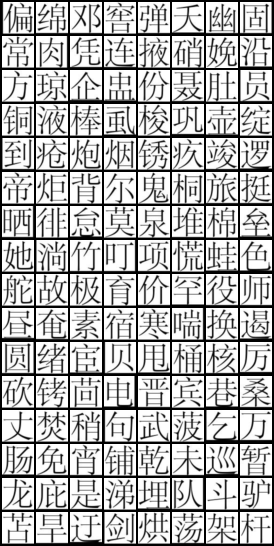 偏绵邓窖弹夭幽固
常肉凭连掖硝娩沿
方琼企盅份聂肚员
铜液棒虱梭巩壶绽
到疮炮烟锈疚竣逻
帝炬背尔鬼桐旅挺
晒徘怠莫泉堆棉垒
她淌竹叮项慌蛙色
舵故极育价罕役师
昼奄素宿寒喘换遏
圆绪宦贝甩桶核厉
砍铐茴电晋宾巷桑
丈焚稍句武菠乞万
肠免宵铺乾未巡暂
龙庇是涕埋队斗驴
苫旱迂剑烘荡架杆